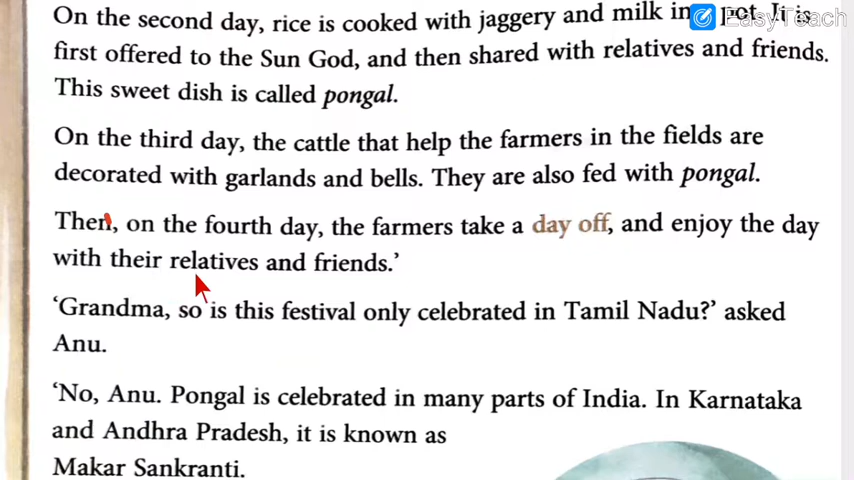 On the second day, rice is cooked with jaggery and milk in pot. It is
EasyTeach
first offered to the Sun God, and then shared with relatives and friends.
This sweet dish is called pongal.
On the third day, the cattle that help the farmers in the fields are
decorated with garlands and bells. They are also fed with pongal.
Then, on the fourth day, the farmers take a day off, and enjoy the day
with their relatives and friends.’
‘Grandma, so is this festival only celebrated in Tamil Nadu?’ asked
Anu.
‘No, Anu. Pongal is celebrated in many parts of India. In Karnataka
and Andhra Pradesh, it is known as
Makar Sankranti.